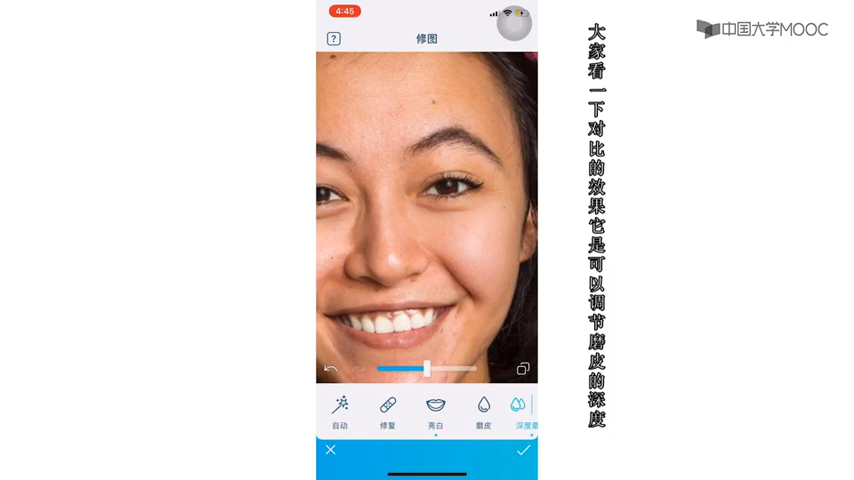 4:45
修图
?
自动
修复
亮白
磨皮
深度磨
大家看一下对比的效果它是可以调节磨皮的深度
中国大学MOOC